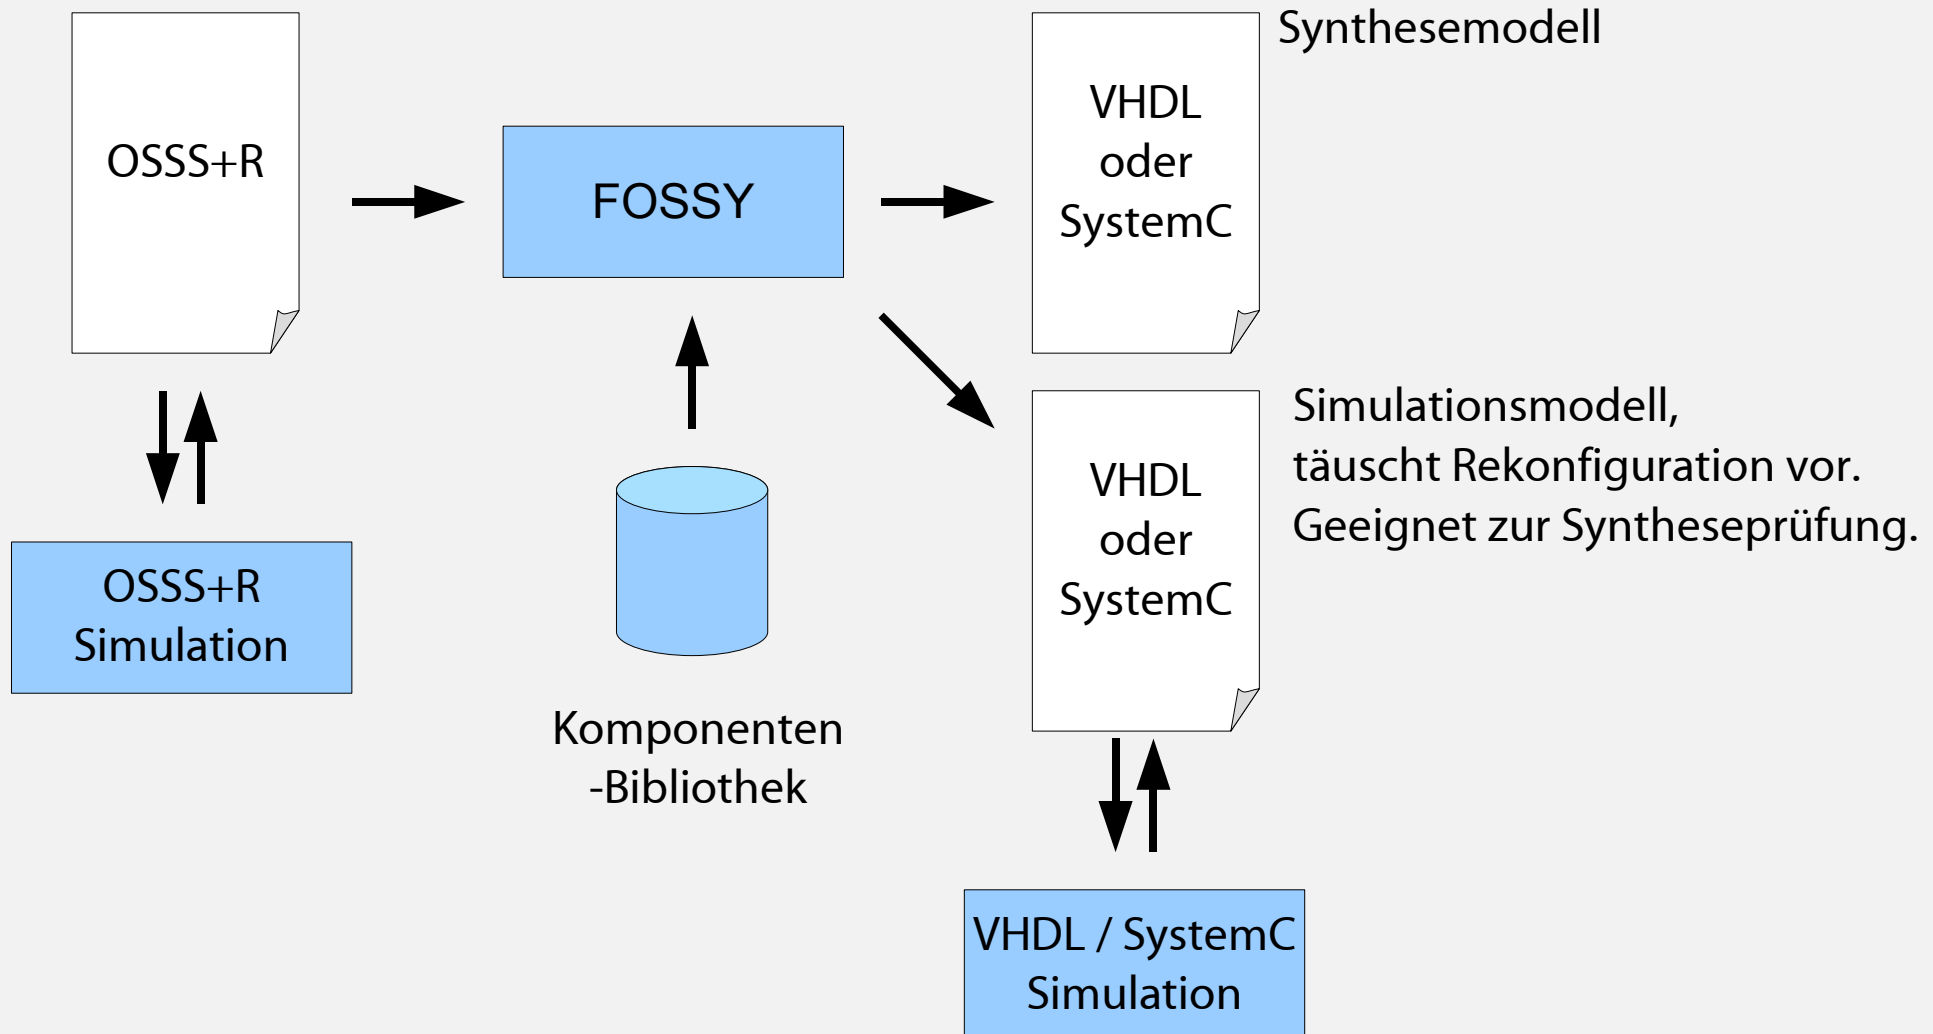 OSSS+R
FOSSY
VHDL
oder
SystemC
Synthesemodell
Simulationsmodell,
täuscht Rekonfiguration vor.
Geeignet zur Syntheseprüfung.
VHDL
oder
SystemC
OSSS+R
Simulation
Komponenten
-Bibliothek
VHDL / SystemC
Simulation